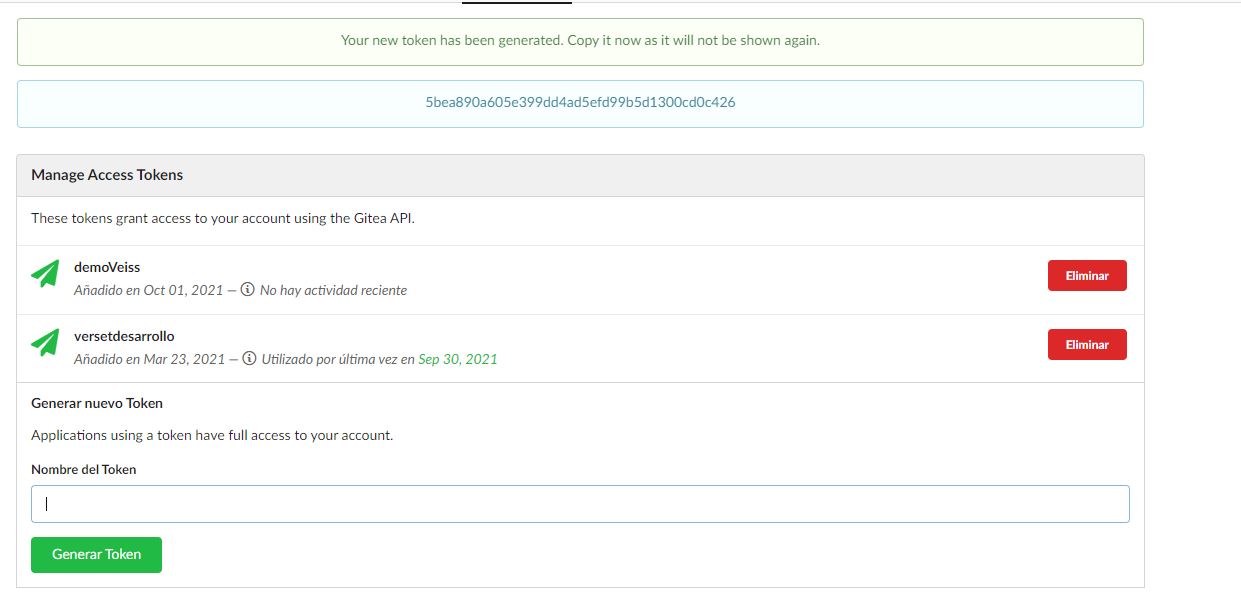 Your new token has been generated. Copy it now as it will not be shown again.
5bea890a605e399dd4ad5efd99b5d1300cd0c426
Manage Access Tokens
These tokens grant access to your account using the Gitea API.
demoVeiss
Añadido en Oct 01, 2021 — No hay actividad reciente
Eliminar
versetdesarrollo
Añadido en Mar 23, 2021 — Utilizado por última vez en Sep 30, 2021
Eliminar
Generar nuevo Token
Applications using a token have full access to your account.
Nombre del Token
Generar Token